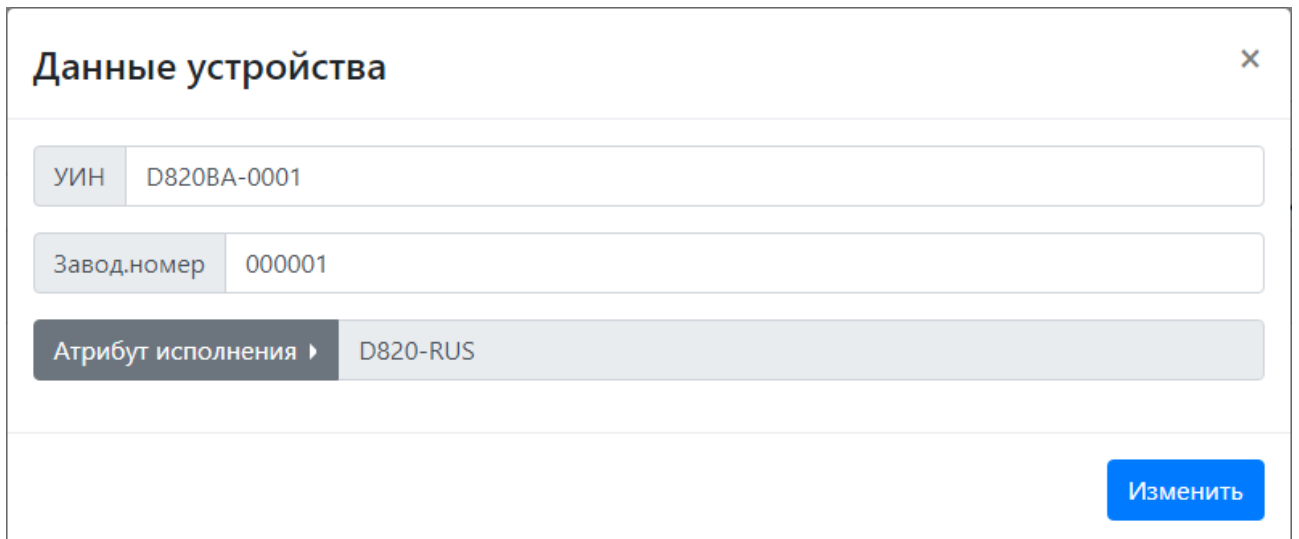 Данные устройства ×
УИН D820BA-0001
Завод.номер 000001
Атрибут исполнения D820-RUS
Изменить